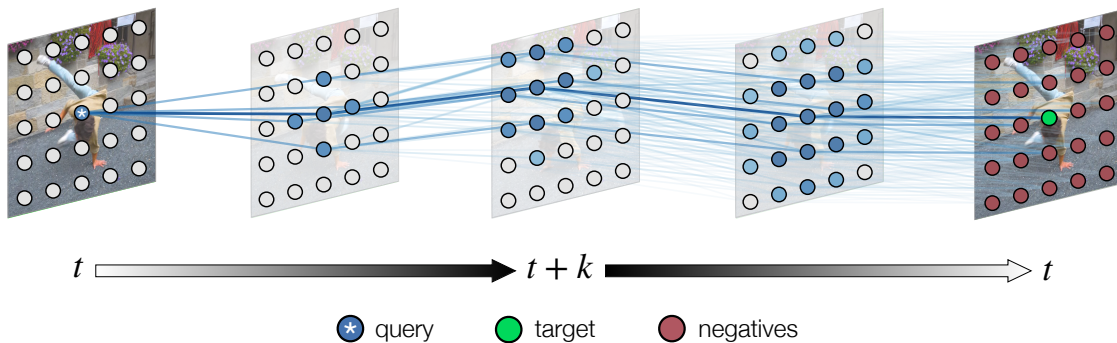 t t + k t
* query target negatives